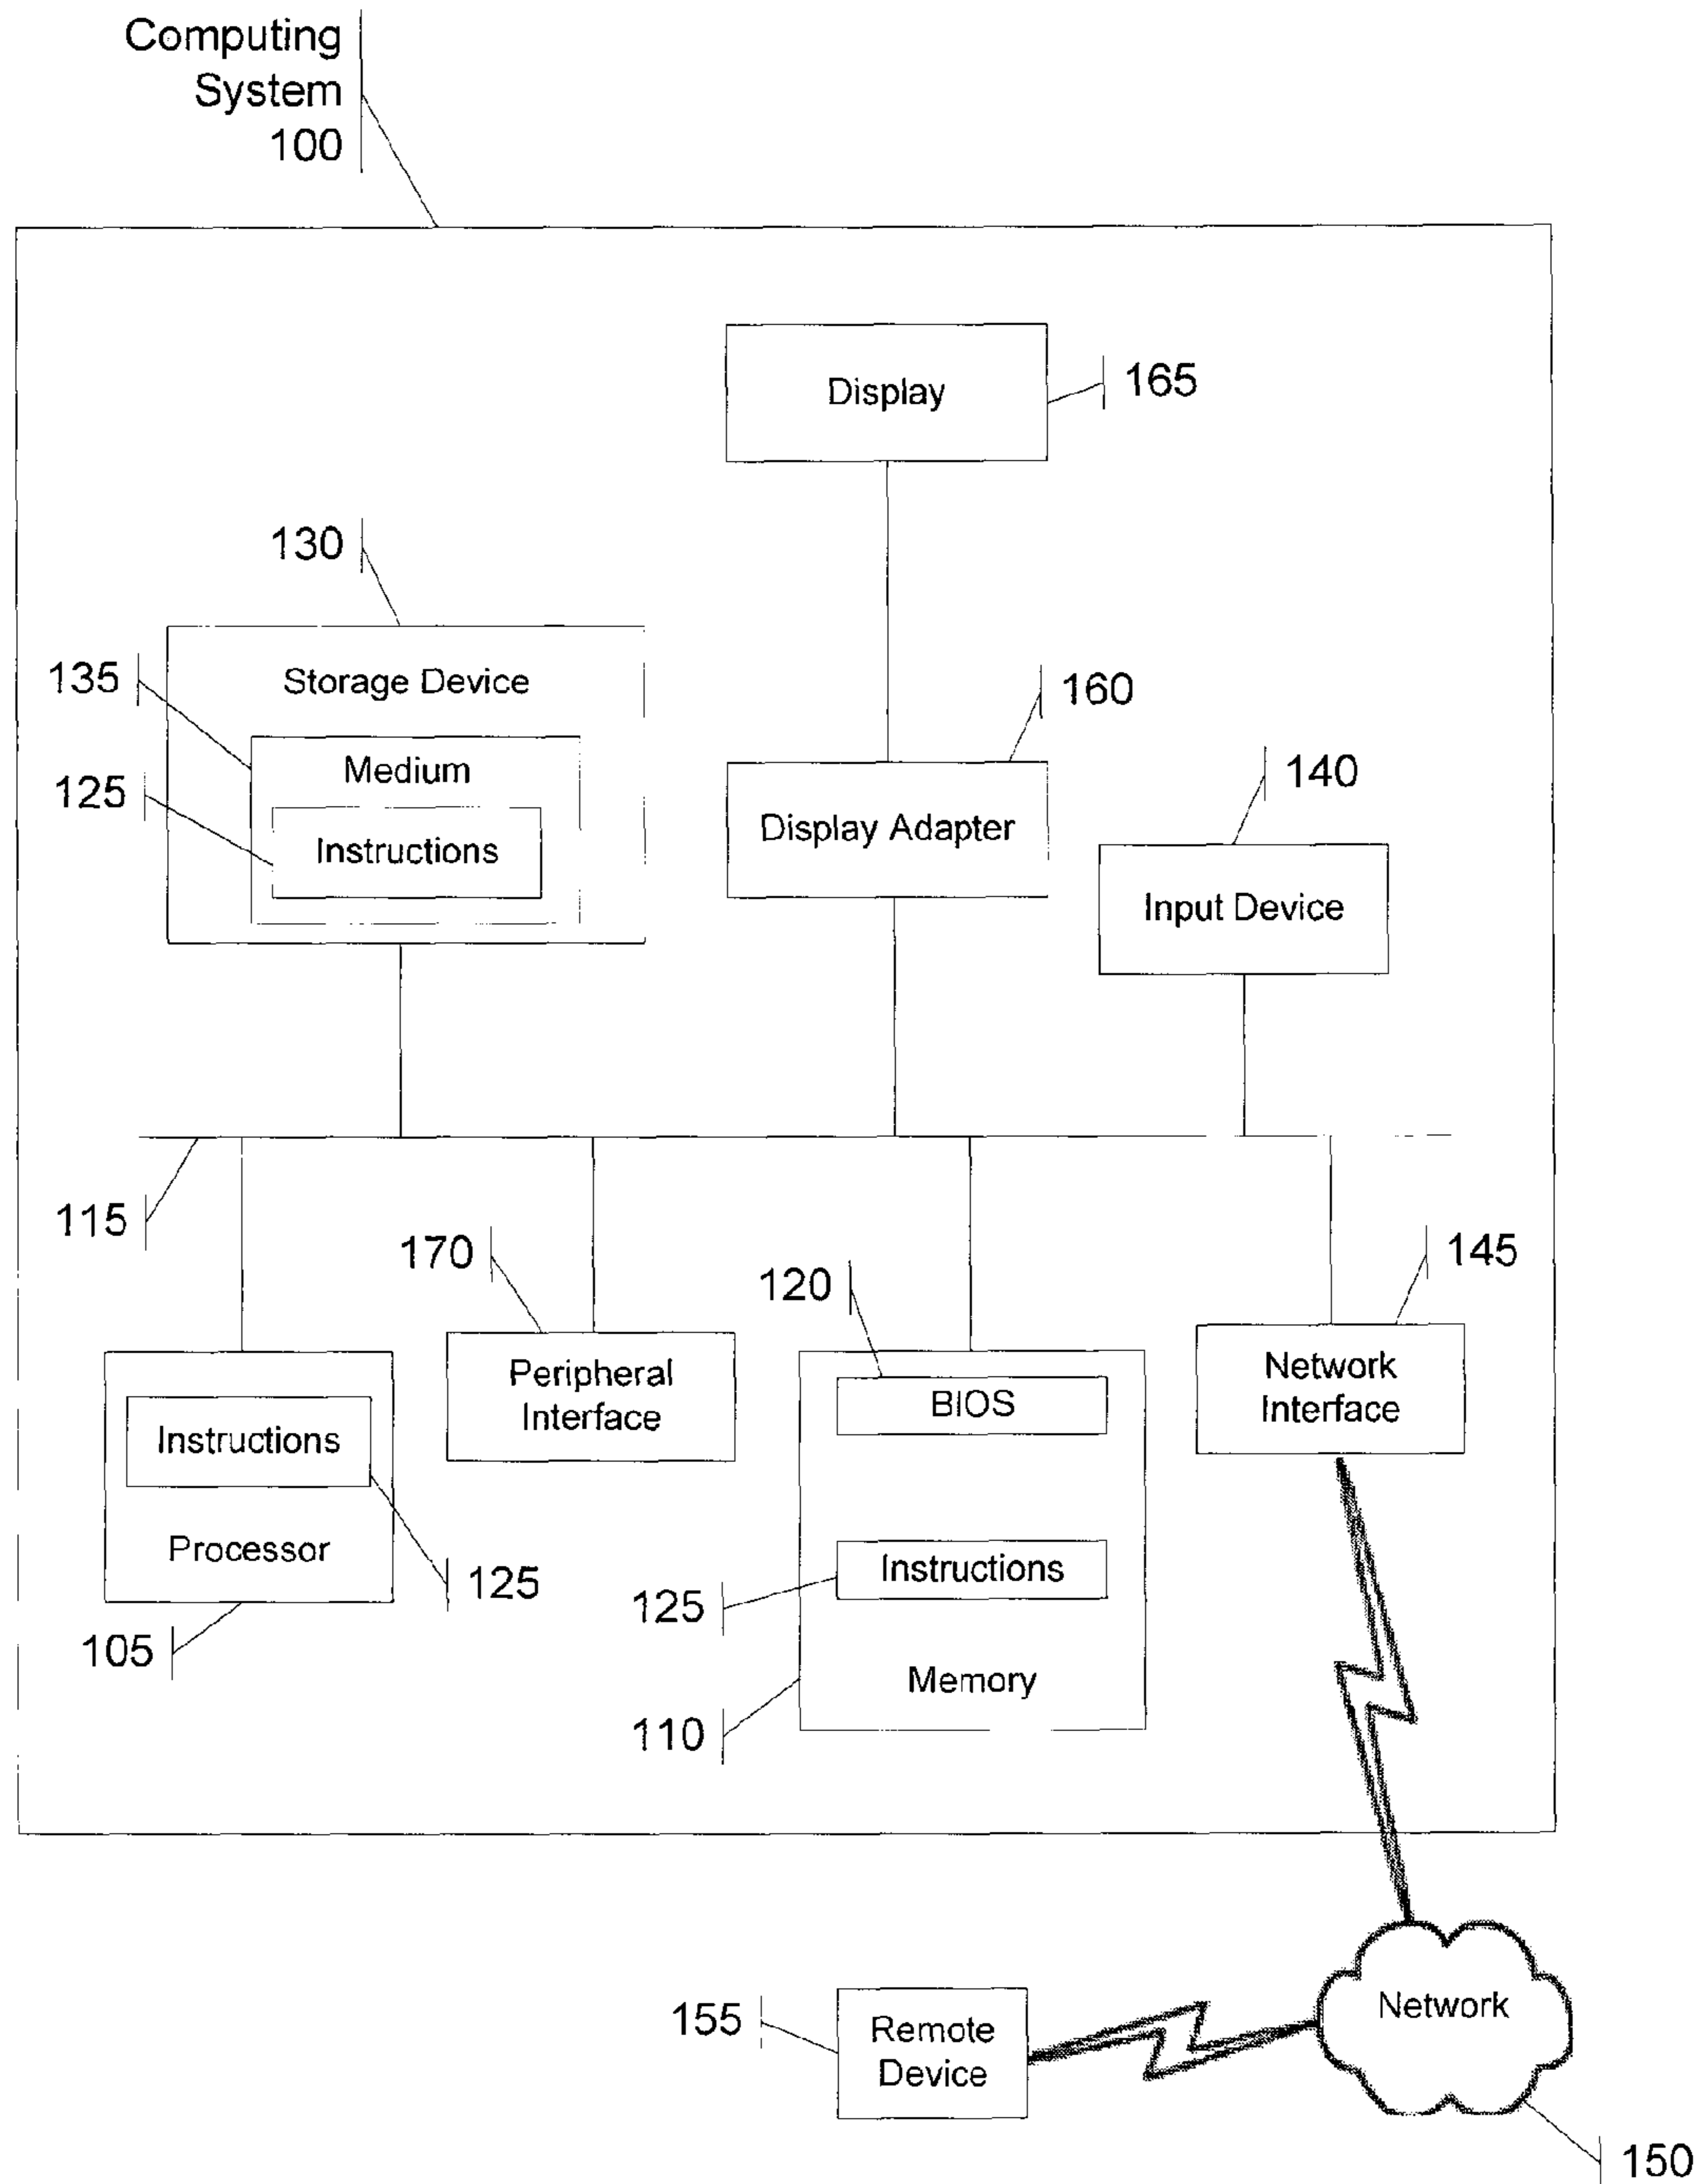 Computing
System
100
Display
165
130
Storage Device
135
Medium
125
Instructions
160
Display Adapter
140
Input Device
115
170
Peripheral
Interface
120
BIOS
145
Network
Interface
Instructions
Processor
125
105
Instructions
125
Memory
110
155
Remote
Device
Network
150